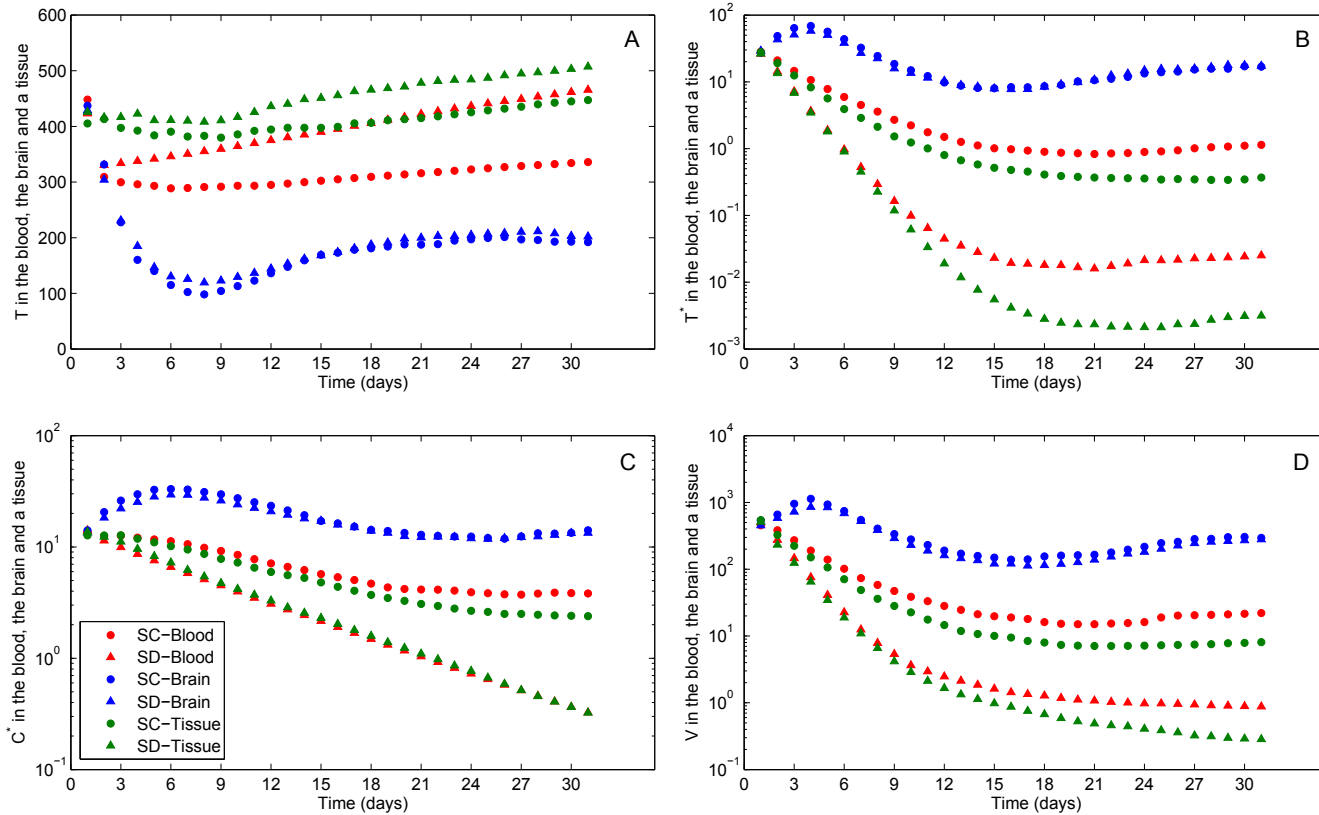 A
T in the blood, the brain and a tissue
600
500
400
300
200
100
0
0 3 6 9 12 15 18 21 24 27 30
Time (days)
B
T* in the blood, the brain and a tissue
10^2
10^1
10^0
10^−1
10^−2
10^−3
0 3 6 9 12 15 18 21 24 27 30
Time (days)
C
C* in the blood, the brain and a tissue
10^2
10^1
10^0
10^−1
SC−Blood
SD−Blood
SC−Brain
SD−Brain
SC−Tissue
SD−Tissue
0 3 6 9 12 15 18 21 24 27 30
Time (days)
D
V in the blood, the brain and a tissue
10^4
10^3
10^2
10^1
10^0
10^−1
0 3 6 9 12 15 18 21 24 27 30
Time (days)